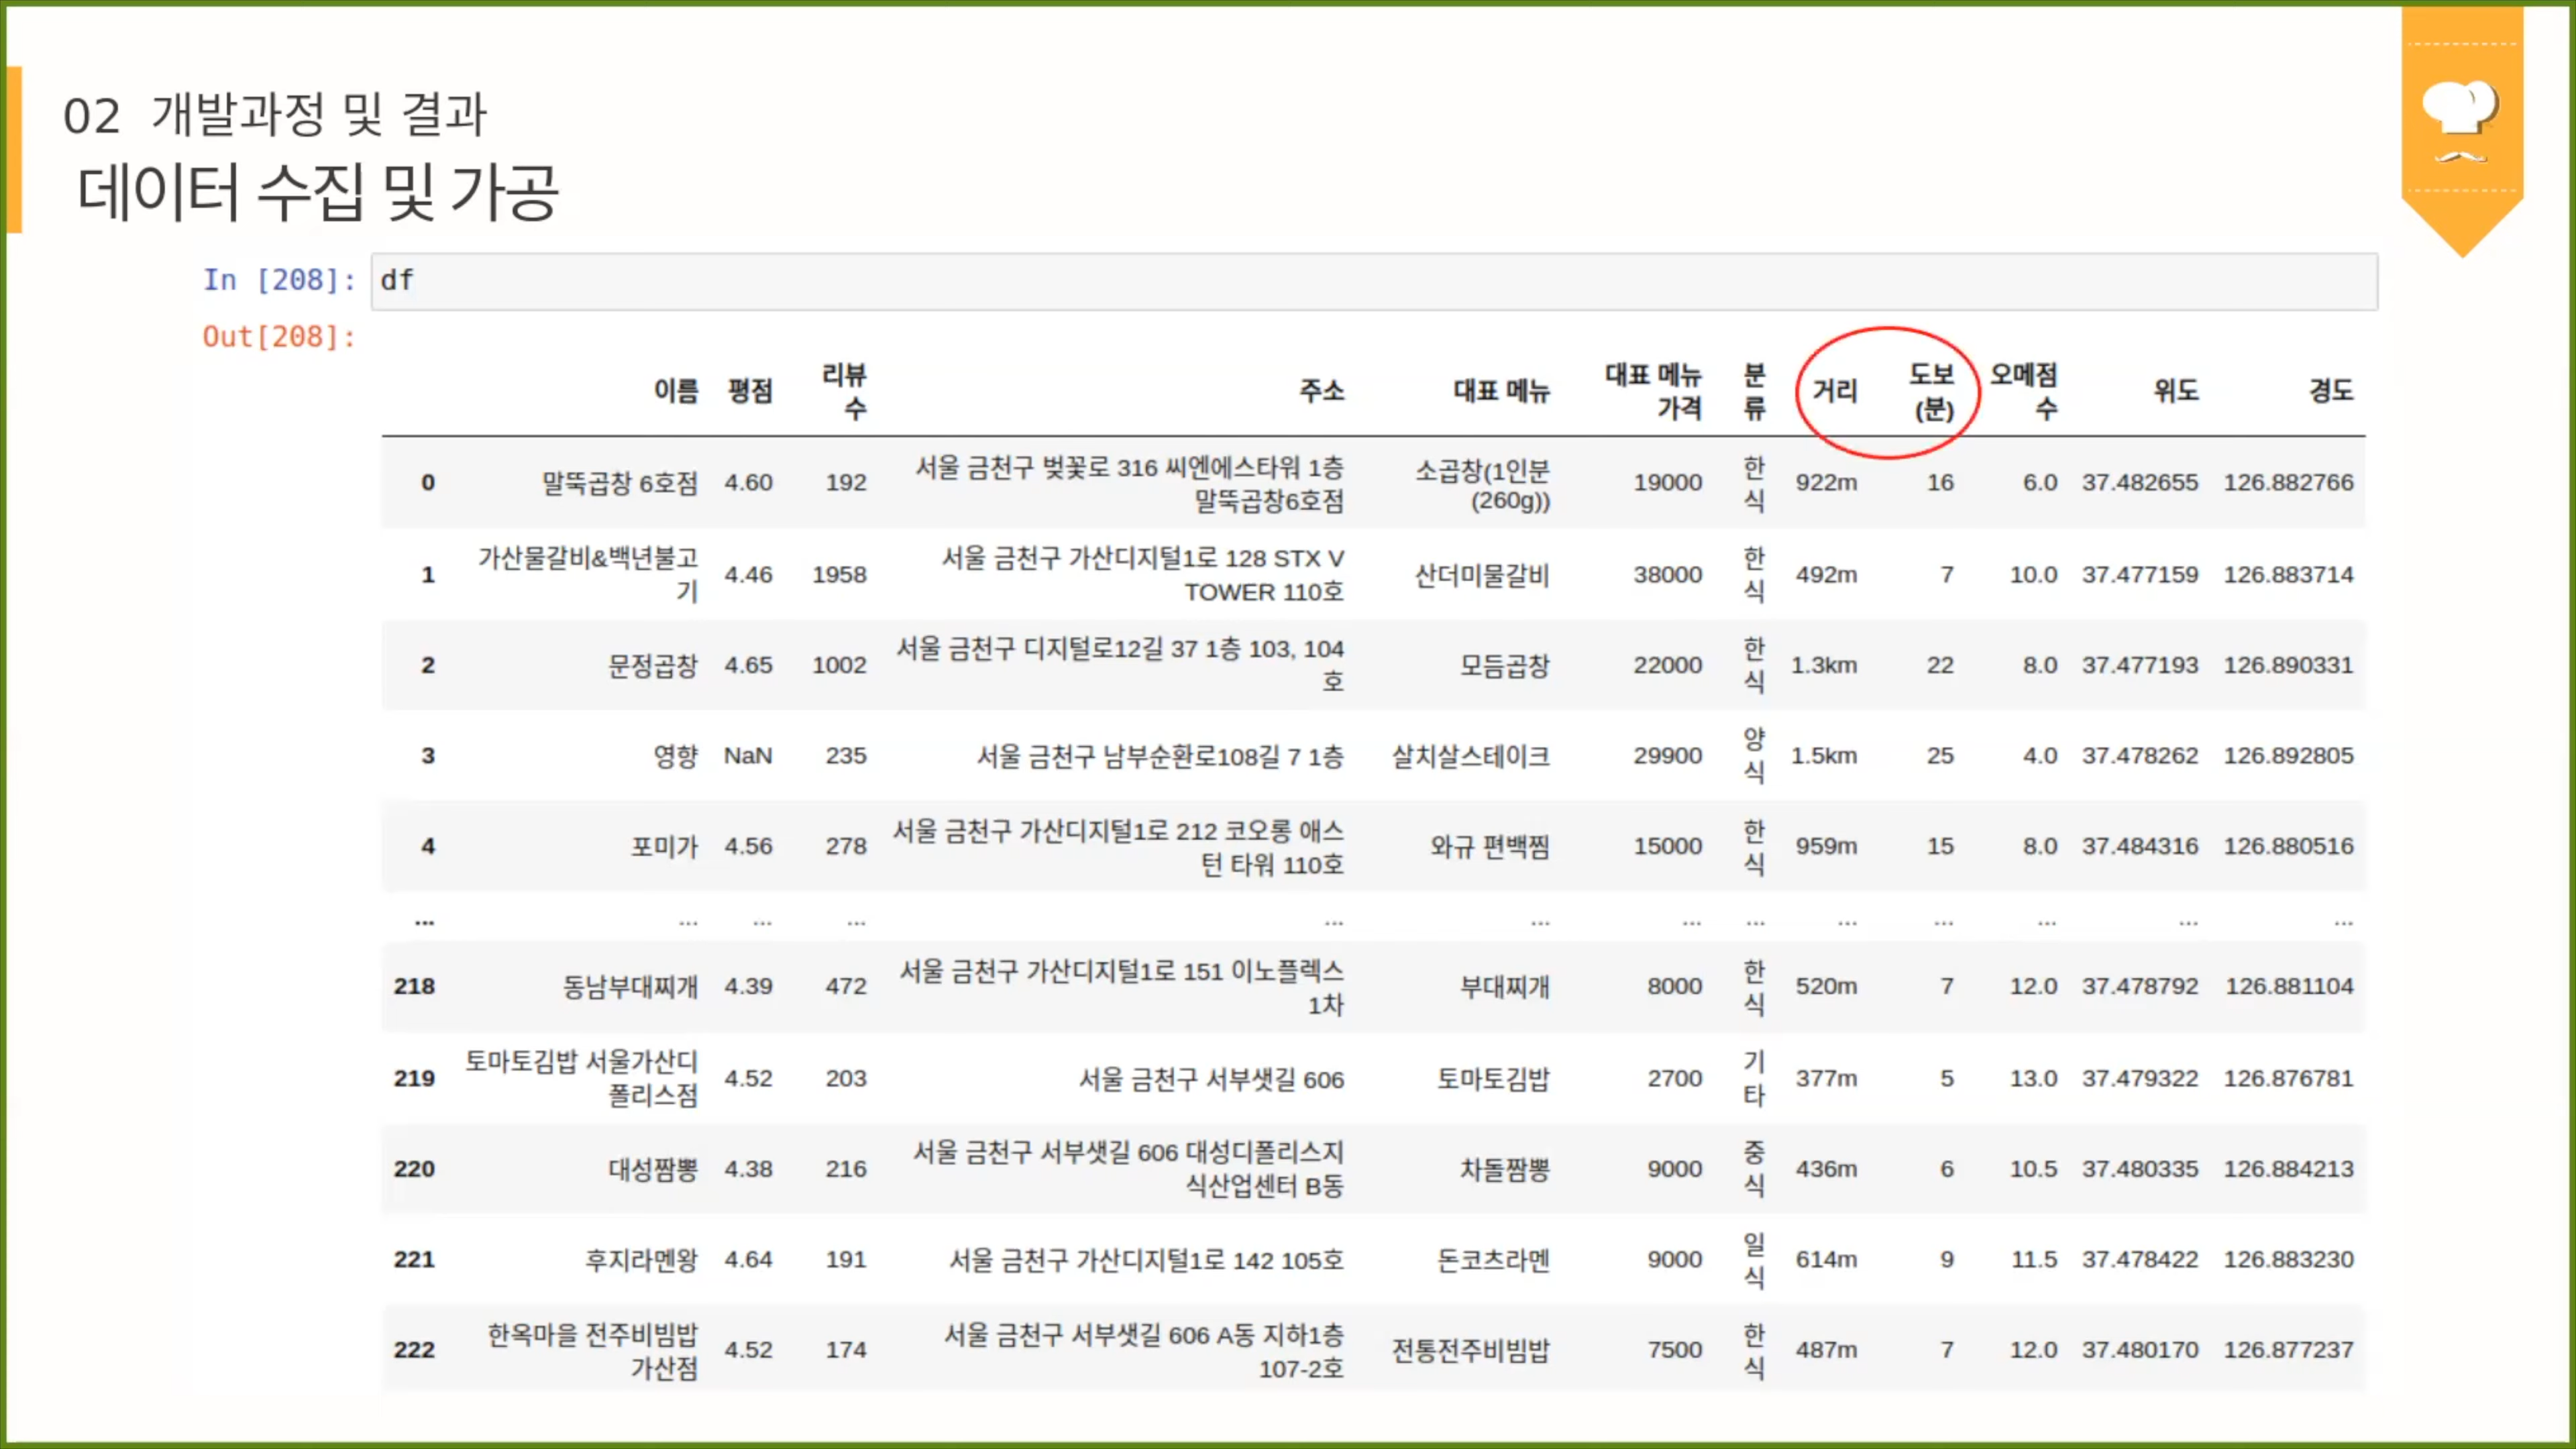 02 개발과정 및 결과
데이터 수집 및 가공
In [208]: df
Out[208]:
이름 평점 리뷰 수 주소 대표 메뉴 대표 메뉴 가격 분류 거리 도보 (분) 오메점수 위도 경도
0 말뚝곱창 6호점 4.60 192 서울 금천구 벚꽃로 316 씨엔에스타워 1층 말뚝곱창6호점 소곱창(1인분 (260g)) 19000 한식 922m 16 6.0 37.482655 126.882766
1 가산물갈비&백년불고기 4.46 1958 서울 금천구 가산디지털1로 128 STX V TOWER 110호 산더미물갈비 38000 한식 492m 7 10.0 37.477159 126.883714
2 문정곱창 4.65 1002 서울 금천구 디지털로12길 37 1층 103, 104호 모듬곱창 22000 한식 1.3km 22 8.0 37.477193 126.890331
3 영향 NaN 235 서울 금천구 남부순환로108길 7 1층 살치살스테이크 29900 양식 1.5km 25 4.0 37.478262 126.892805
4 포미가 4.56 278 서울 금천구 가산디지털1로 212 코오롱 애스턴 타워 110호 와규 편백찜 15000 한식 959m 15 8.0 37.484316 126.880516
... ... ... ... ... ... ... ... ... ... ... ... ...
218 동남부대찌개 4.39 472 서울 금천구 가산디지털1로 151 이노플렉스 1차 부대찌개 8000 한식 520m 7 12.0 37.478792 126.881104
219 토마토김밥 서울가산디폴리스점 4.52 203 서울 금천구 서부샛길 606 토마토김밥 2700 기타 377m 5 13.0 37.479322 126.876781
220 대성짬뽕 4.38 216 서울 금천구 서부샛길 606 대성디폴리스지식산업센터 B동 차돌짬뽕 9000 중식 436m 6 10.5 37.480335 126.884213
221 후지라멘왕 4.64 191 서울 금천구 가산디지털1로 142 105호 돈코츠라멘 9000 일식 614m 9 11.5 37.478422 126.883230
222 한옥마을 전주비빔밥 가산점 4.52 174 서울 금천구 서부샛길 606 A동 지하1층 107-2호 전통전주비빔밥 7500 한식 487m 7 12.0 37.480170 126.877237